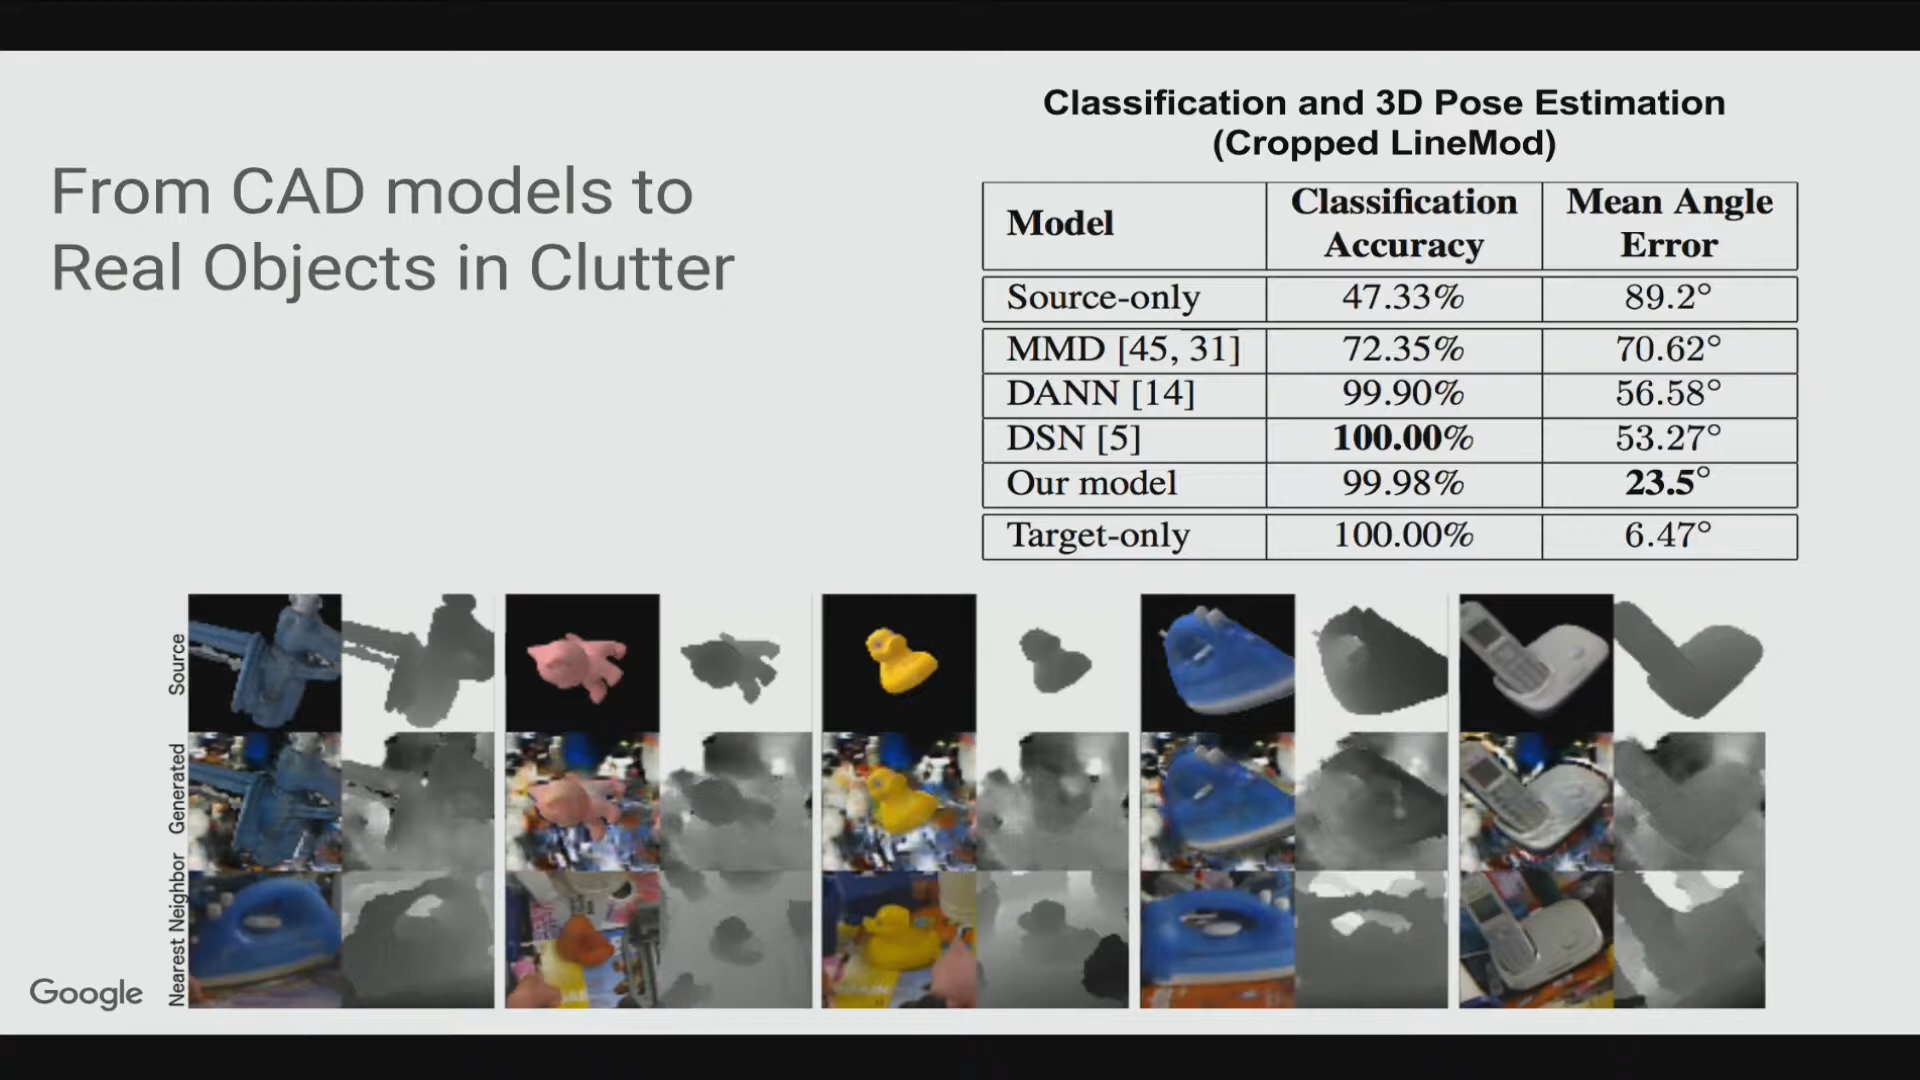 From CAD models to
Real Objects in Clutter
Classification and 3D Pose Estimation
(Cropped LineMod)
Model Classification Accuracy Mean Angle Error
Source-only 47.33% 89.2°
MMD [45, 31] 72.35% 70.62°
DANN [14] 99.90% 56.58°
DSN [5] 100.00% 53.27°
Our model 99.98% 23.5°
Target-only 100.00% 6.47°
Source
Generated
Nearest Neighbor
Google